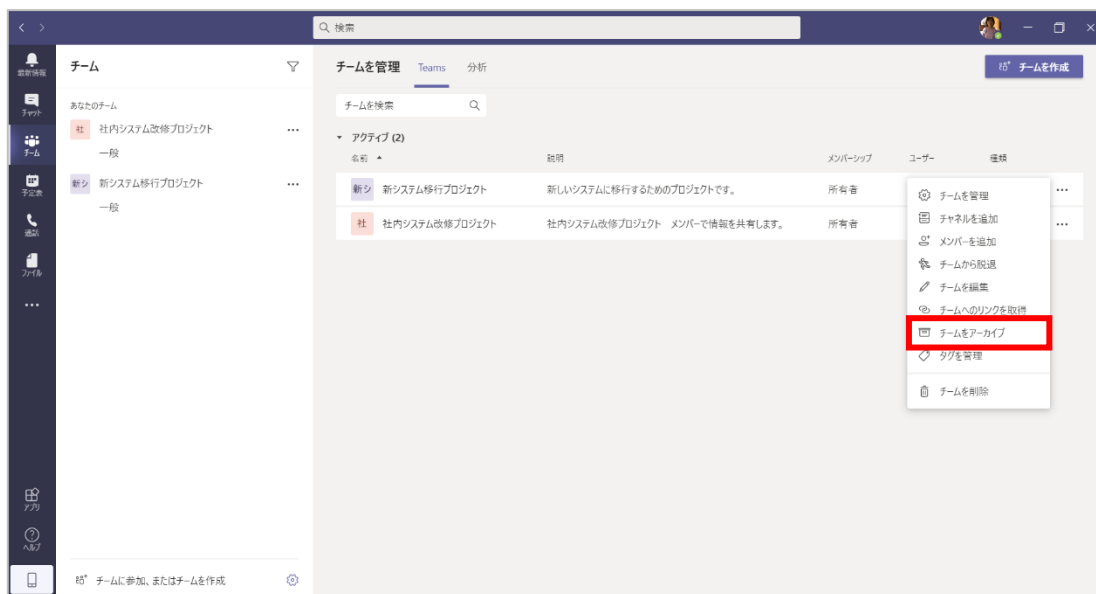 検索
最新情報
チャット
チーム
予定表
通話
ファイル
アプリ
ヘルプ
チーム
あなたのチーム
社 社内システム改修プロジェクト
一般
新シ 新システム移行プロジェクト
一般
チームに参加、またはチームを作成
チームを管理 Teams 分析
チームを作成
チームを検索
アクティブ (2)
名前 説明 メンバーシップ ユーザー 種類
新シ 新システム移行プロジェクト 新しいシステムに移行するためのプロジェクトです。 所有者
社 社内システム改修プロジェクト 社内システム改修プロジェクト メンバーで情報を共有します。 所有者
チームを管理
チャネルを追加
メンバーを追加
チームから脱退
チームを編集
チームへのリンクを取得
チームをアーカイブ
タグを管理
チームを削除